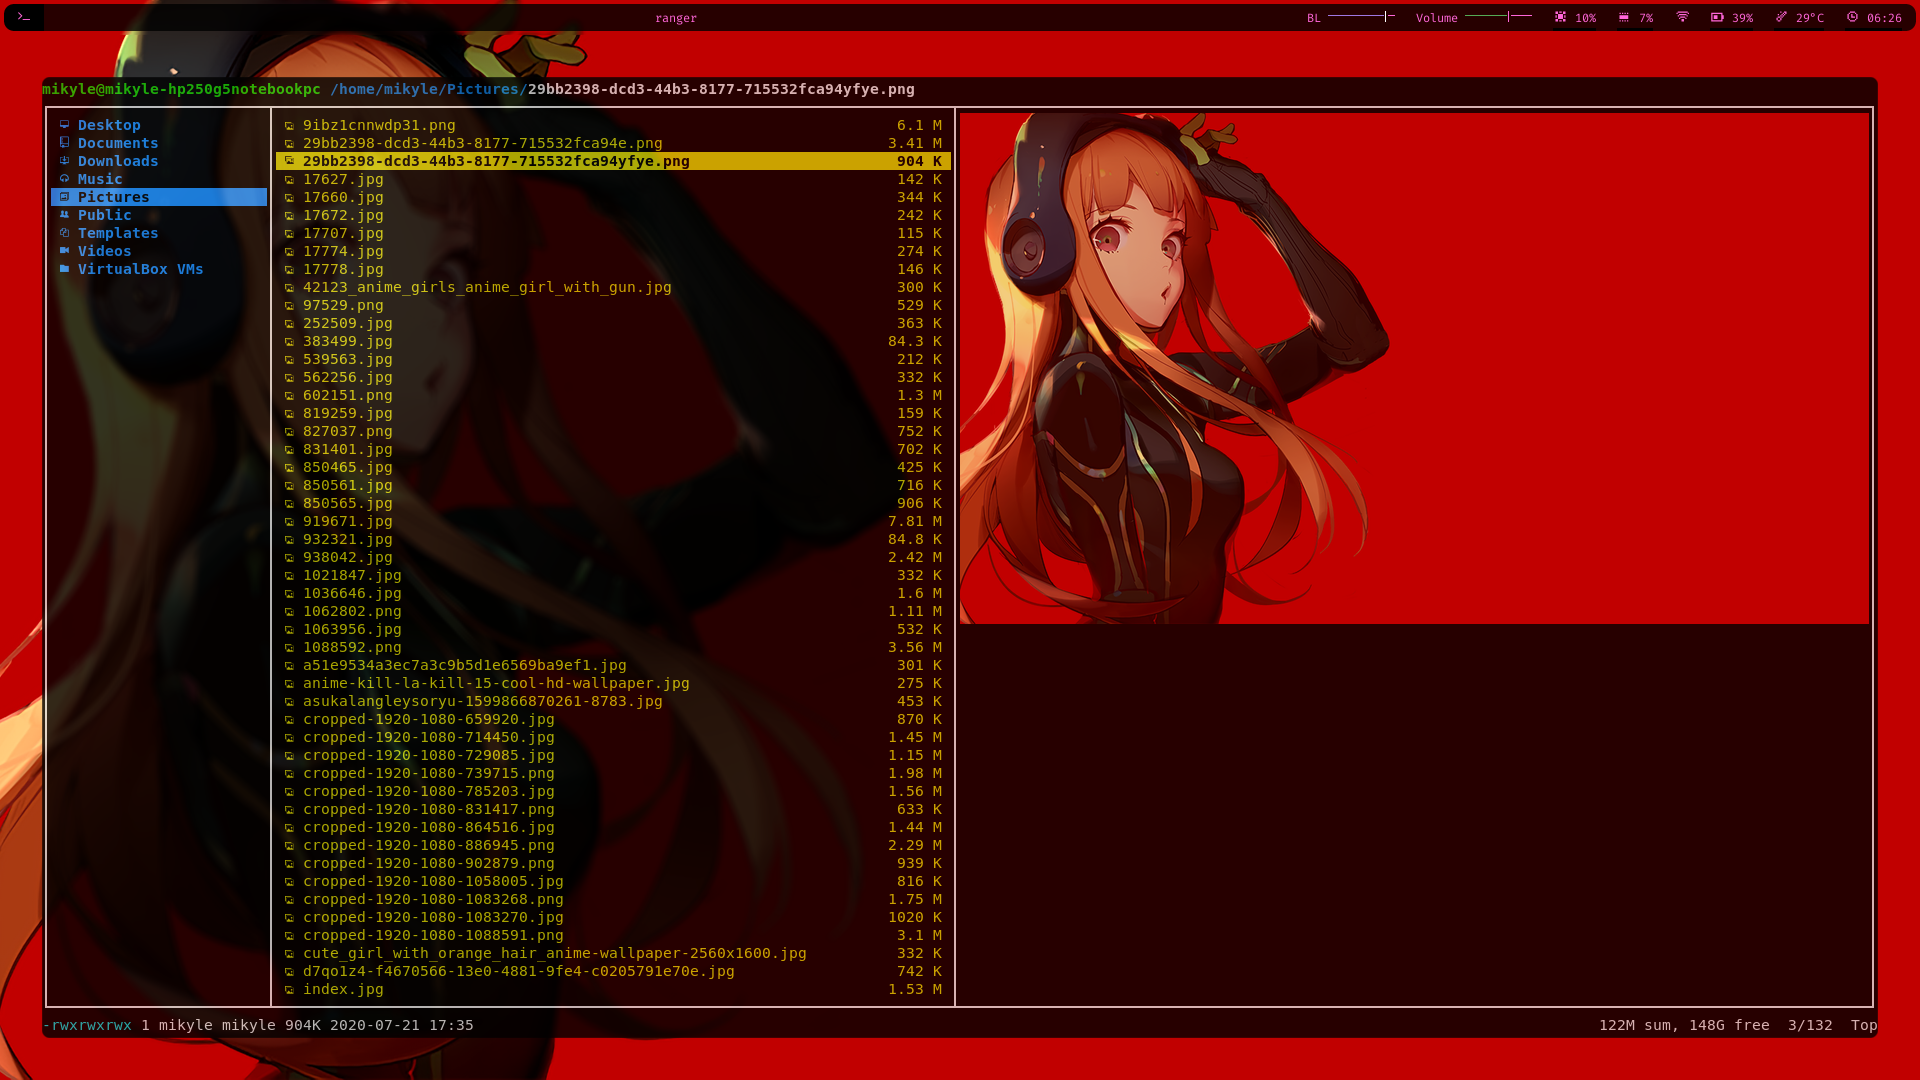 >_ ranger BL Volume 10% 7% 39% 29°C 06:26
mikyle@mikyle-hp250g5notebookpc /home/mikyle/Pictures/29bb2398-dcd3-44b3-8177-715532fca94yfye.png
Desktop
Documents
Downloads
Music
Pictures
Public
Templates
Videos
VirtualBox VMs
9ibz1cnnwdp31.png 6.1 M
29bb2398-dcd3-44b3-8177-715532fca94e.png 3.41 M
29bb2398-dcd3-44b3-8177-715532fca94yfye.png 904 K
17627.jpg 142 K
17660.jpg 344 K
17672.jpg 242 K
17707.jpg 115 K
17774.jpg 274 K
17778.jpg 146 K
42123_anime_girls_anime_girl_with_gun.jpg 300 K
97529.png 529 K
252509.jpg 363 K
383499.jpg 84.3 K
539563.jpg 212 K
562256.jpg 332 K
602151.png 1.3 M
819259.jpg 159 K
827037.png 752 K
831401.jpg 702 K
850465.jpg 425 K
850561.jpg 716 K
850565.jpg 906 K
919671.jpg 7.81 M
932321.jpg 84.8 K
938042.jpg 2.42 M
1021847.jpg 332 K
1036646.jpg 1.6 M
1062802.png 1.11 M
1063956.jpg 532 K
1088592.png 3.56 M
a51e9534a3ec7a3c9b5d1e6569ba9ef1.jpg 301 K
anime-kill-la-kill-15-cool-hd-wallpaper.jpg 275 K
asukalangleysoryu-1599866870261-8783.jpg 453 K
cropped-1920-1080-659920.jpg 870 K
cropped-1920-1080-714450.jpg 1.45 M
cropped-1920-1080-729085.jpg 1.15 M
cropped-1920-1080-739715.png 1.98 M
cropped-1920-1080-785203.jpg 1.56 M
cropped-1920-1080-831417.png 633 K
cropped-1920-1080-864516.jpg 1.44 M
cropped-1920-1080-886945.png 2.29 M
cropped-1920-1080-902879.png 939 K
cropped-1920-1080-1058005.jpg 816 K
cropped-1920-1080-1083268.png 1.75 M
cropped-1920-1080-1083270.jpg 1020 K
cropped-1920-1080-1088591.png 3.1 M
cute_girl_with_orange_hair_anime-wallpaper-2560x1600.jpg 332 K
d7qo1z4-f4670566-13e0-4881-9fe4-c0205791e70e.jpg 742 K
index.jpg 1.53 M
-rwxrwxrwx 1 mikyle mikyle 904K 2020-07-21 17:35 122M sum, 148G free 3/132 Top